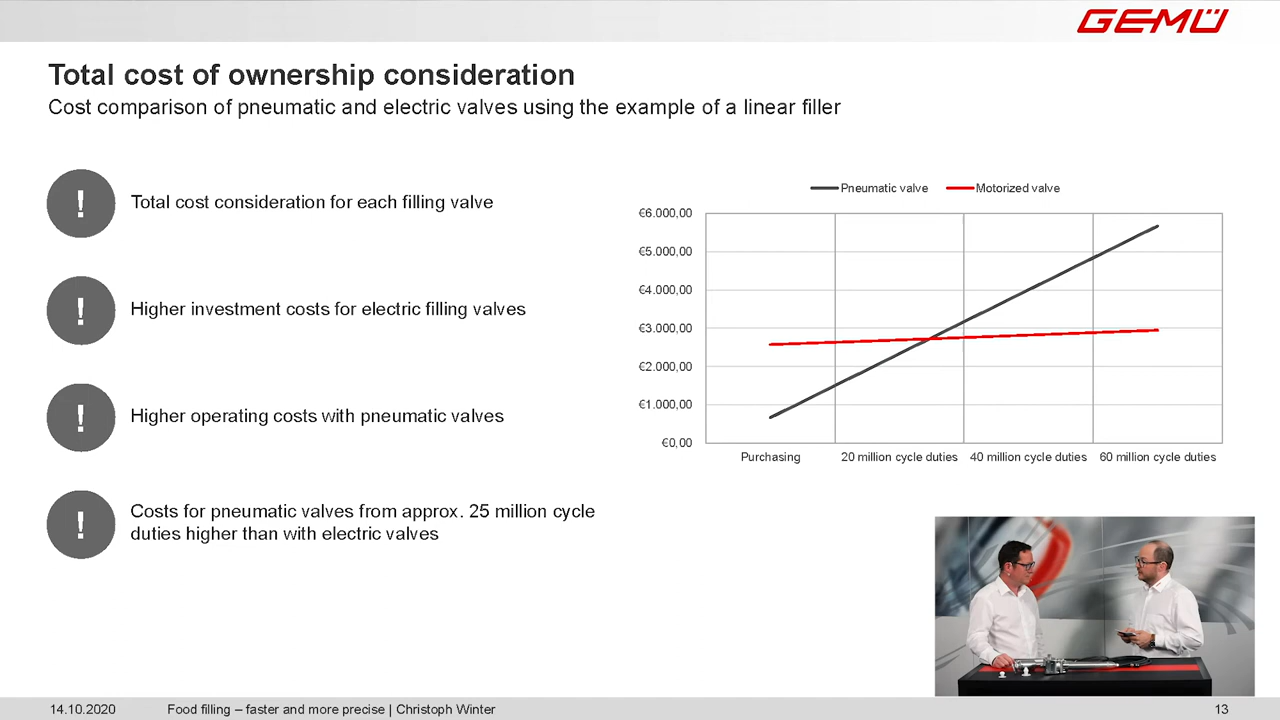 GEMÜ
Total cost of ownership consideration
Cost comparison of pneumatic and electric valves using the example of a linear filler
!
Total cost consideration for each filling valve
!
Higher investment costs for electric filling valves
!
Higher operating costs with pneumatic valves
!
Costs for pneumatic valves from approx. 25 million cycle
duties higher than with electric valves
Pneumatic valve
Motorized valve
€6.000,00
€5.000,00
€4.000,00
€3.000,00
€2.000,00
€1.000,00
€0,00
Purchasing
20 million cycle duties
40 million cycle duties
60 million cycle duties
14.10.2020
Food filling – faster and more precise | Christoph Winter
13